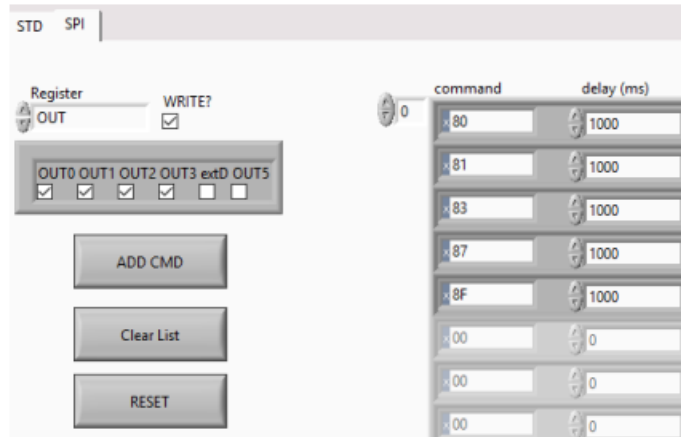 STD SPI
Register
WRITE?
OUT
OUT0 OUT1 OUT2 OUT3 extD OUT5
ADD CMD
Clear List
RESET
0
command delay (ms)
x 80 1000
x 81 1000
x 83 1000
x 87 1000
x 8F 1000
x 00 0
x 00 0
x 00 0